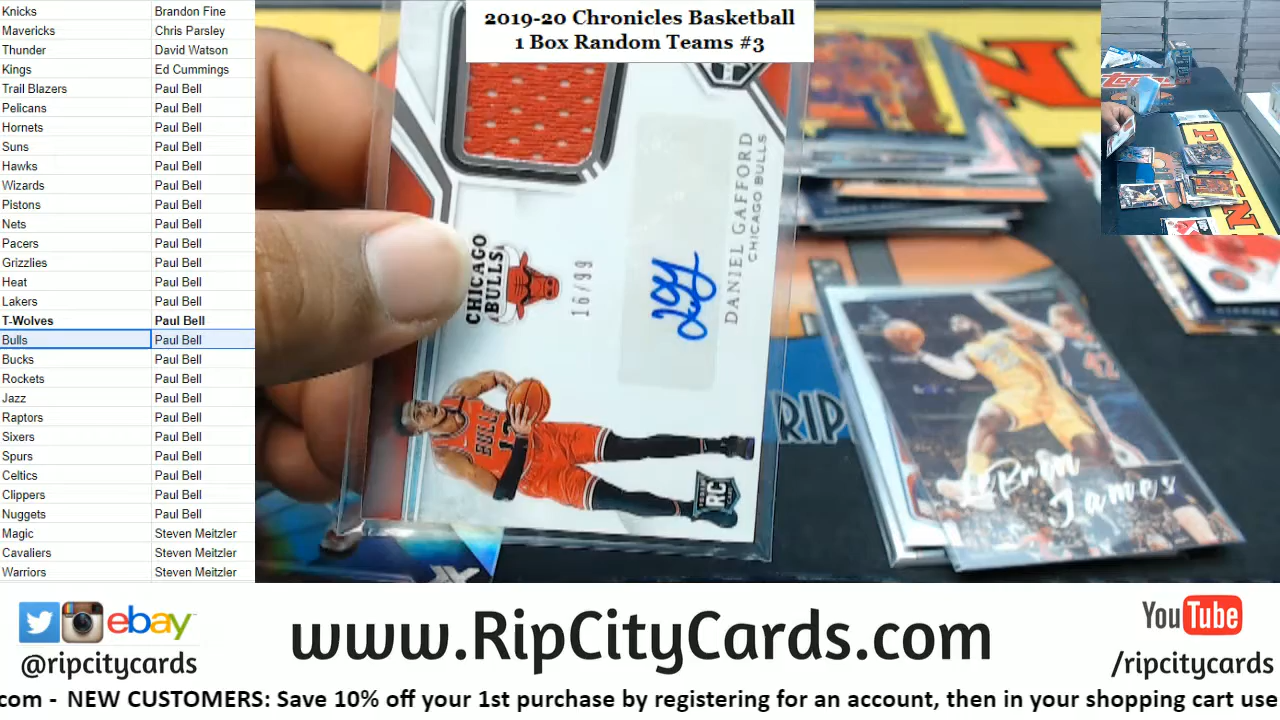 Knicks Brandon Fine
Mavericks Chris Parsley
Thunder David Watson
Kings Ed Cummings
Trail Blazers Paul Bell
Pelicans Paul Bell
Hornets Paul Bell
Suns Paul Bell
Hawks Paul Bell
Wizards Paul Bell
Pistons Paul Bell
Nets Paul Bell
Pacers Paul Bell
Grizzlies Paul Bell
Heat Paul Bell
Lakers Paul Bell
T-Wolves Paul Bell
Bulls Paul Bell
Bucks Paul Bell
Rockets Paul Bell
Jazz Paul Bell
Raptors Paul Bell
Sixers Paul Bell
Spurs Paul Bell
Celtics Paul Bell
Clippers Paul Bell
Nuggets Paul Bell
Magic Steven Meitzler
Cavaliers Steven Meitzler
Warriors Steven Meitzler
2019-20 Chronicles Basketball
1 Box Random Teams #3
CHICAGO
BULLS
16/99
DANIEL GAFFORD
CHICAGO BULLS
BULLS
12
RC
RIP
42
LeBron
James
ebay
@ripcitycards
www.RipCityCards.com
YouTube
/ripcitycards
com - NEW CUSTOMERS: Save 10% off your 1st purchase by registering for an account, then in your shopping cart use